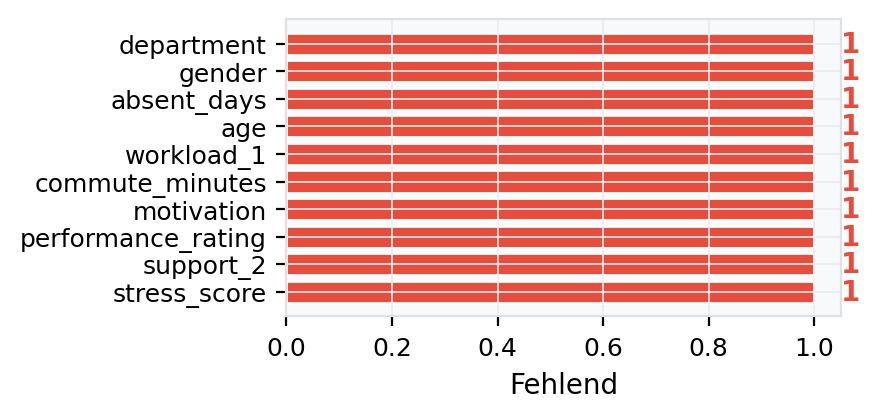 department 1
gender 1
absent_days 1
age 1
workload_1 1
commute_minutes 1
motivation 1
performance_rating 1
support_2 1
stress_score 1
0.0 0.2 0.4 0.6 0.8 1.0
Fehlend